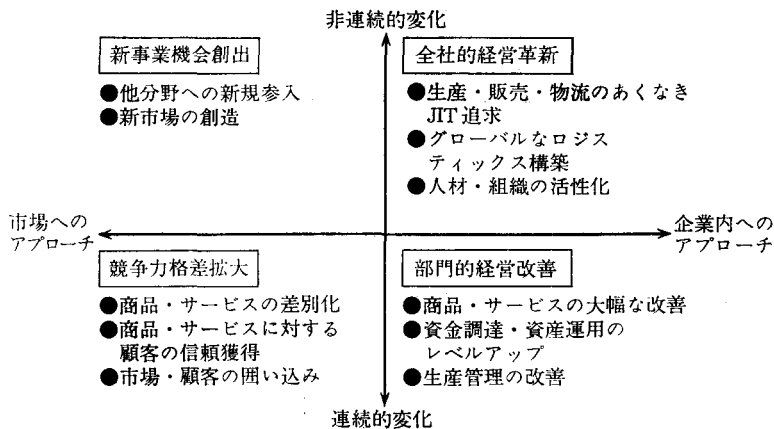 非連続的変化
新事業機会創出
●他分野への新規参入
●新市場の創造
全社的経営革新
●生産・販売・物流のあくなき
JIT追求
●グローバルなロジス
ティックス構築
●人材・組織の活性化
市場への
アプローチ
企業内への
アプローチ
競争力格差拡大
●商品・サービスの差別化
●商品・サービスに対する
顧客の信頼獲得
●市場・顧客の囲い込み
部門的経営改善
●商品・サービスの大幅な改善
●資金調達・資産運用の
レベルアップ
●生産管理の改善
連続的変化